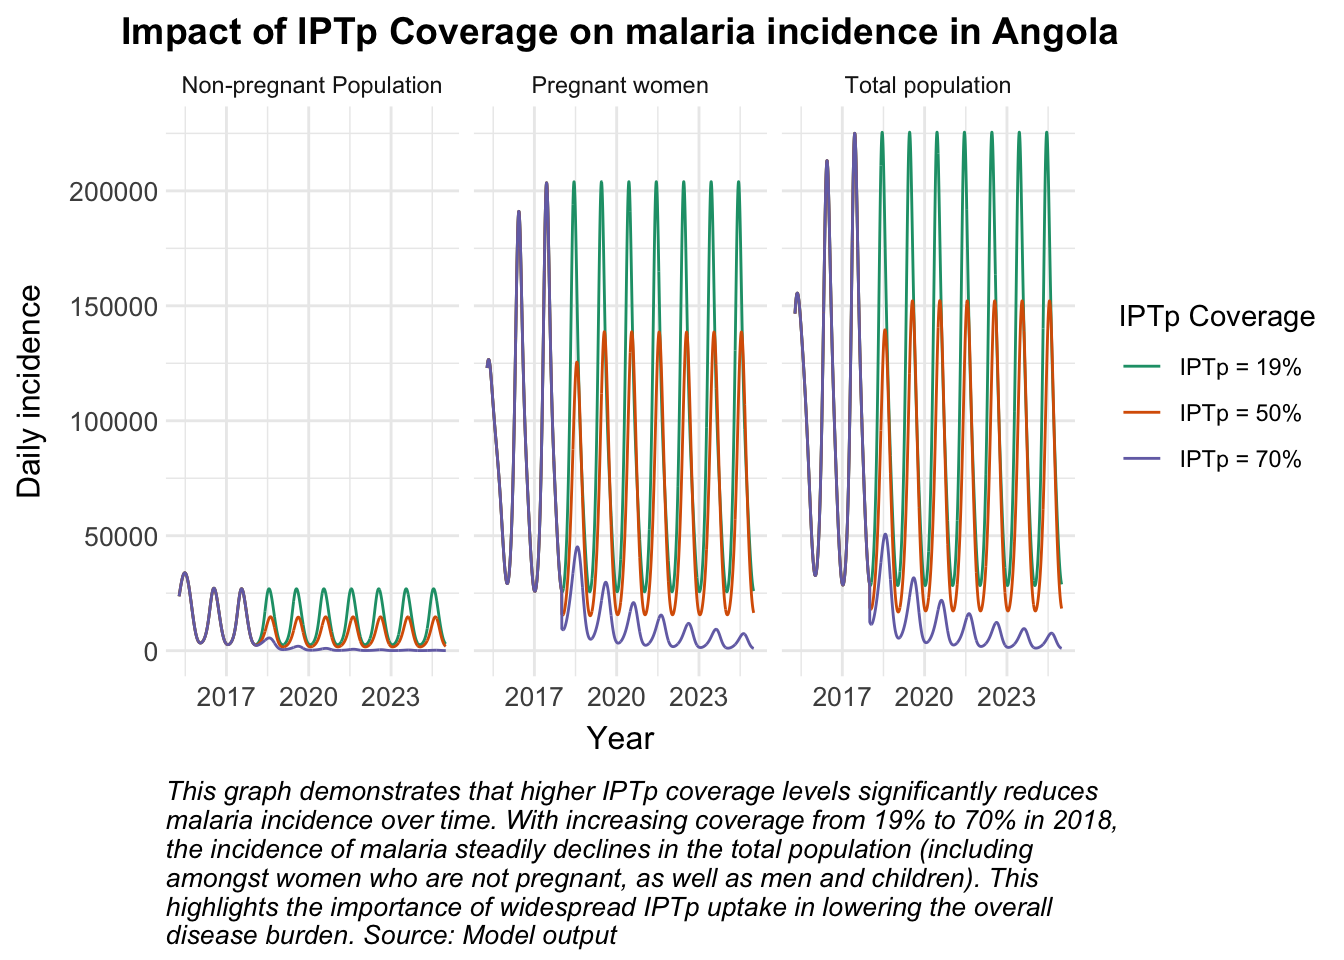 Impact of IPTp Coverage on malaria incidence in Angola
Non-pregnant Population
Pregnant women
Total population
200000
150000
100000
50000
0
Daily incidence
2017
2020
2023
2017
2020
2023
2017
2020
2023
Year
IPTp Coverage
IPTp = 19%
IPTp = 50%
IPTp = 70%
This graph demonstrates that higher IPTp coverage levels significantly reduces
malaria incidence over time. With increasing coverage from 19% to 70% in 2018,
the incidence of malaria steadily declines in the total population (including
amongst women who are not pregnant, as well as men and children). This
highlights the importance of widespread IPTp uptake in lowering the overall
disease burden. Source: Model output